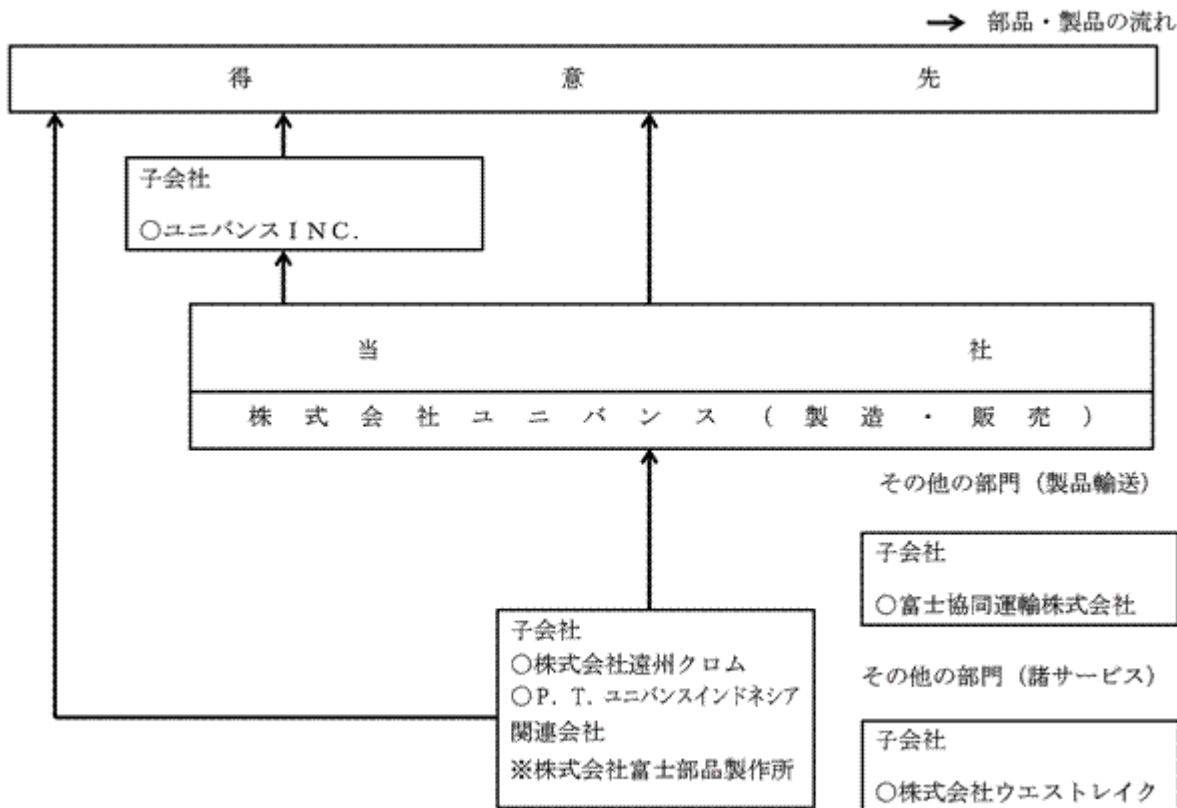 部品・製品の流れ
得意先
子会社
○ユニバンスINC.
当社
株式会社ユニバンス(製造・販売)
その他の部門(製品輸送)
子会社
○富士協同運輸株式会社
子会社
○株式会社遠州クロム
○P.T.ユニバンスインドネシア
関連会社
※株式会社富士部品製作所
その他の部門(諸サービス)
子会社
○株式会社ウエストレイク